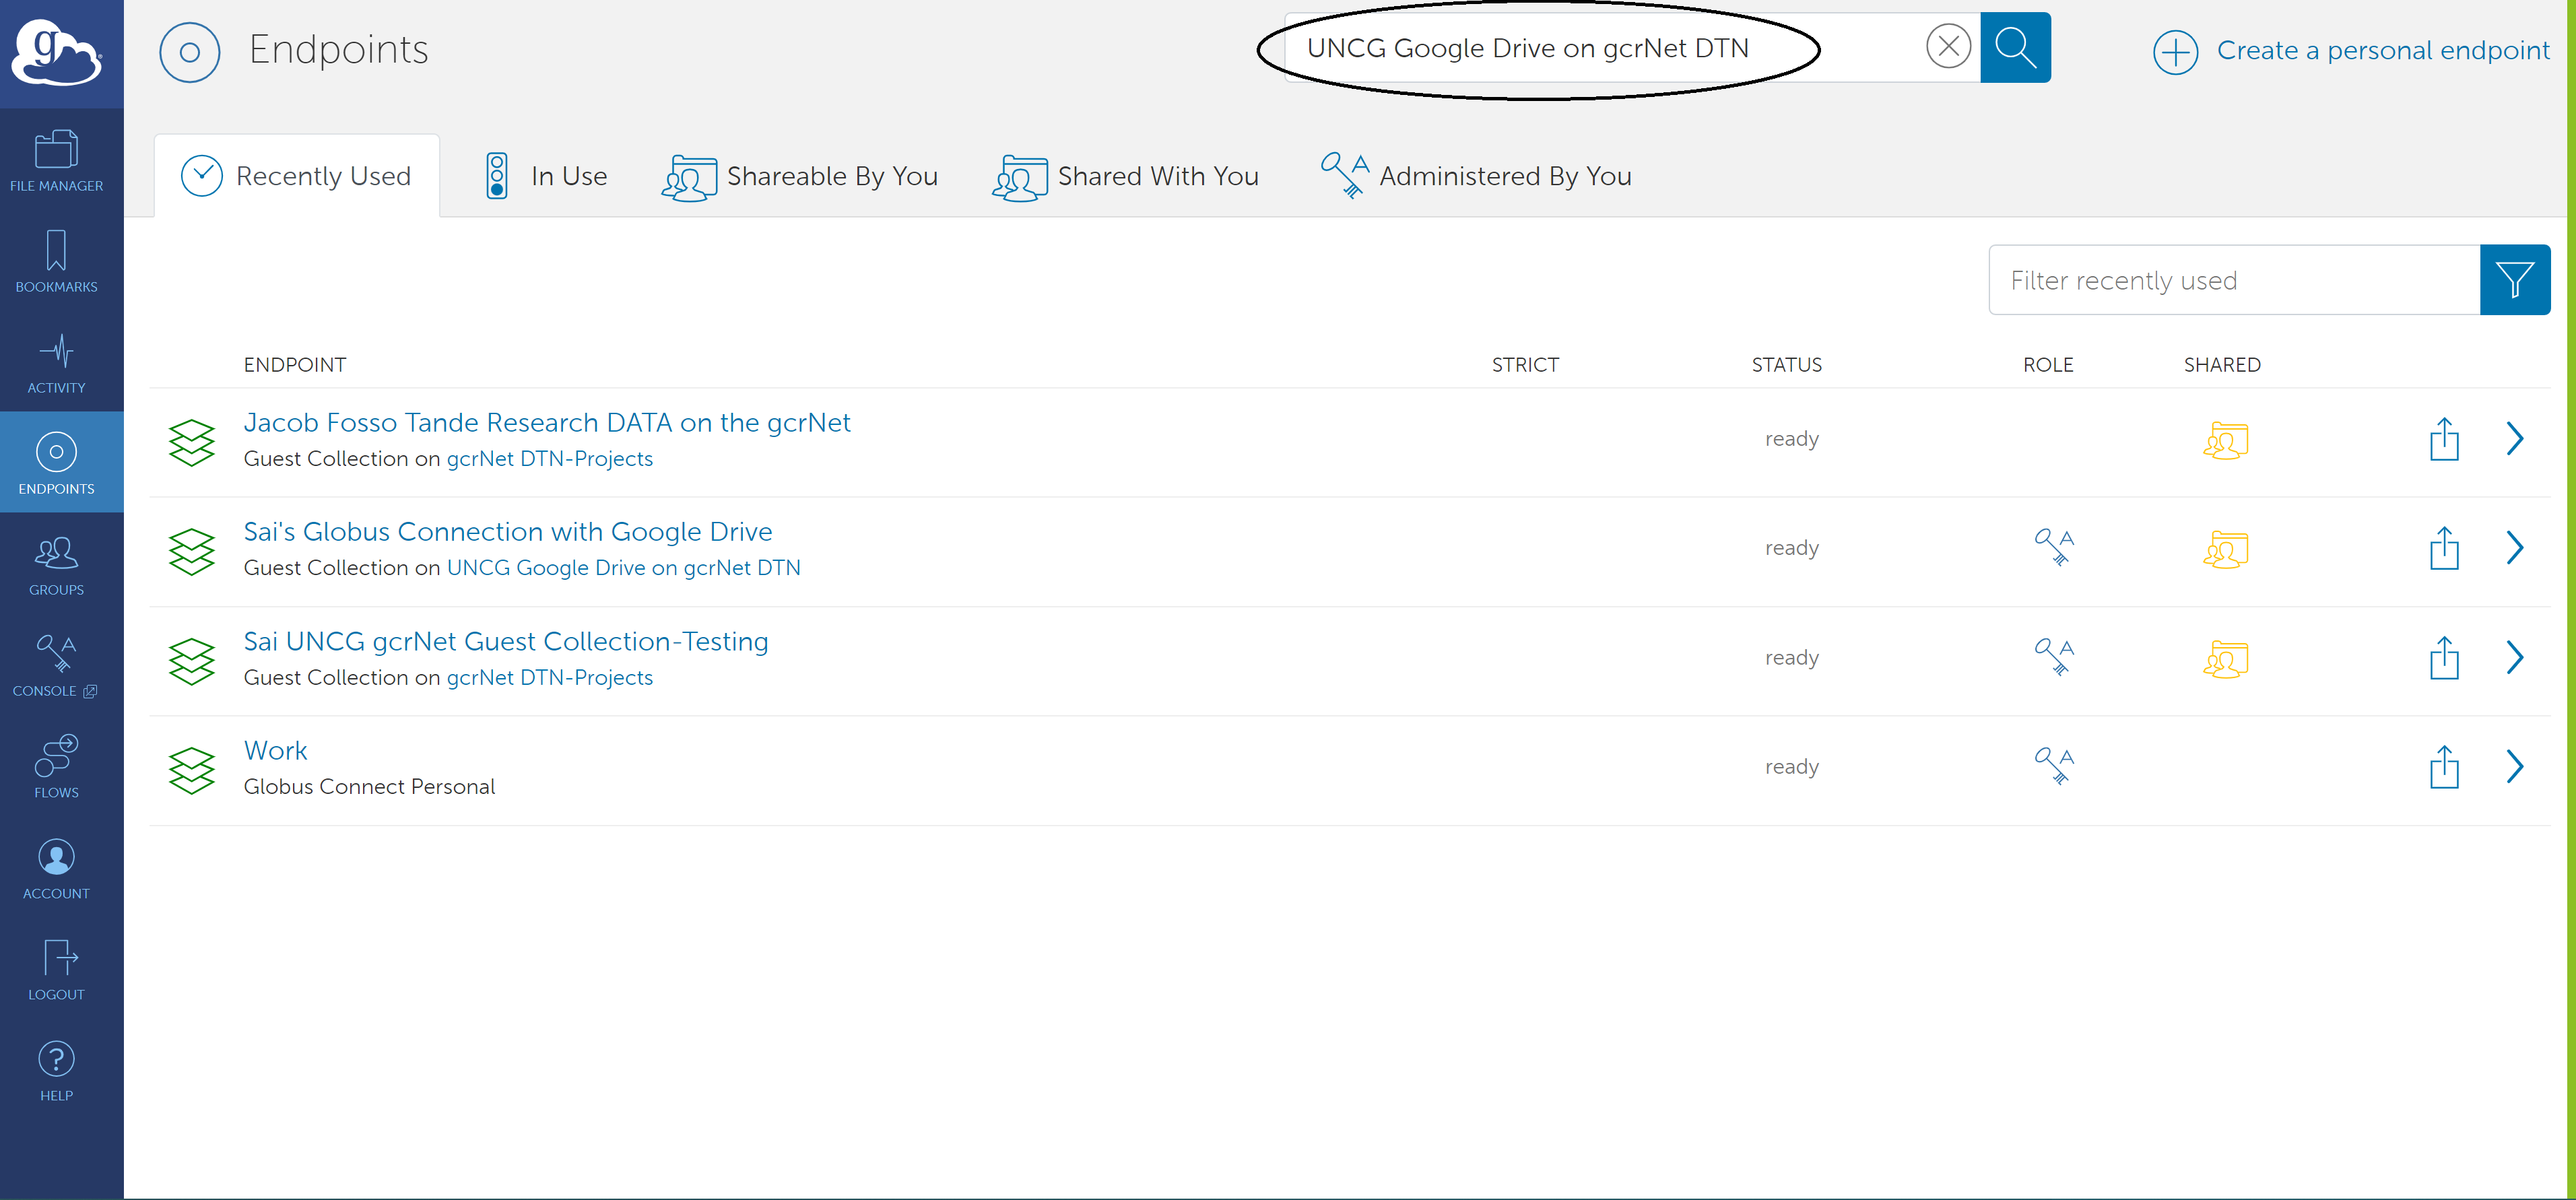 g
Endpoints
UNCG Google Drive on gcrNet DTN
Create a personal endpoint
Recently Used
In Use
Shareable By You
Shared With You
A
Administered By You
FILE MANAGER
BOOKMARKS
ACTIVITY
ENDPOINTS
GROUPS
A
CONSOLE
FLOWS
ACCOUNT
LOGOUT
?
HELP
Filter recently used
ENDPOINT STRICT STATUS ROLE SHARED
Jacob Fosso Tande Research DATA on the gcrNet
Guest Collection on gcrNet DTN-Projects
ready
Sai's Globus Connection with Google Drive
Guest Collection on UNCG Google Drive on gcrNet DTN
ready
A
Sai UNCG gcrNet Guest Collection-Testing
Guest Collection on gcrNet DTN-Projects
ready
A
Work
Globus Connect Personal
ready
A